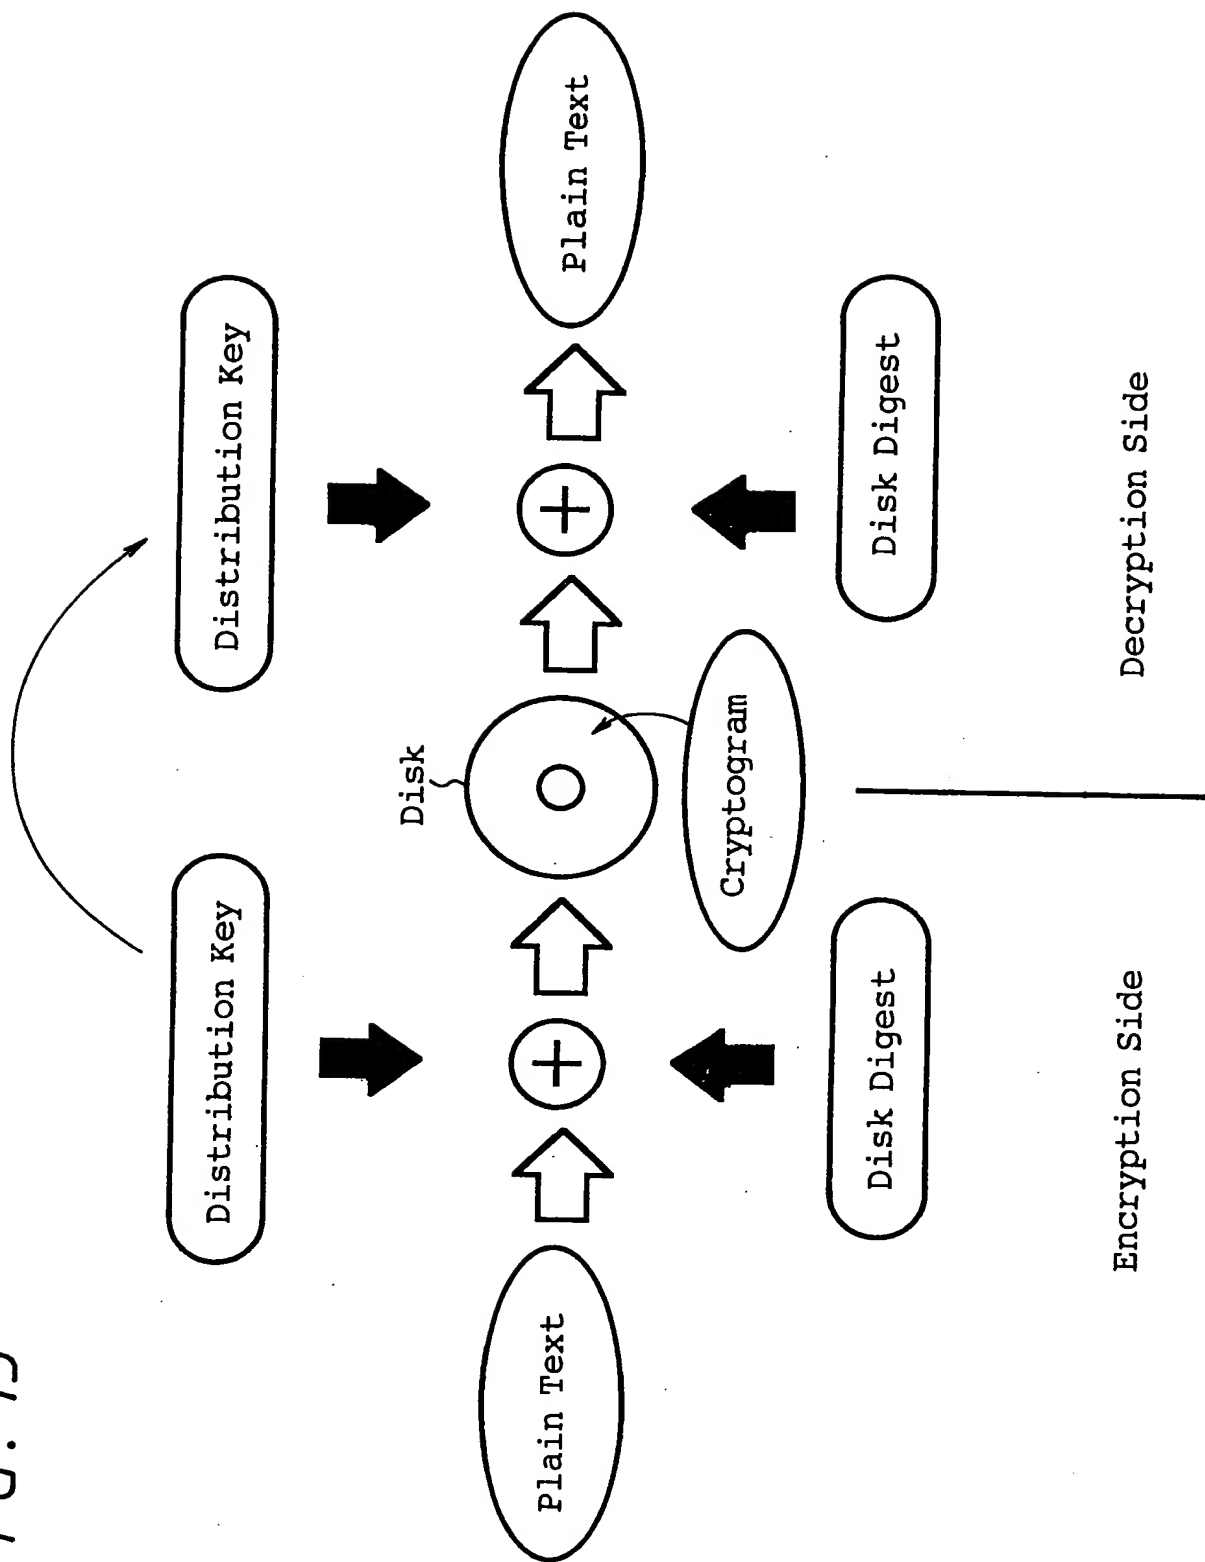 Distribution Key
Distribution Key
Disk
Plain Text
Plain Text
Cryptogram
Disk Digest
Disk Digest
Encryption Side
Decryption Side